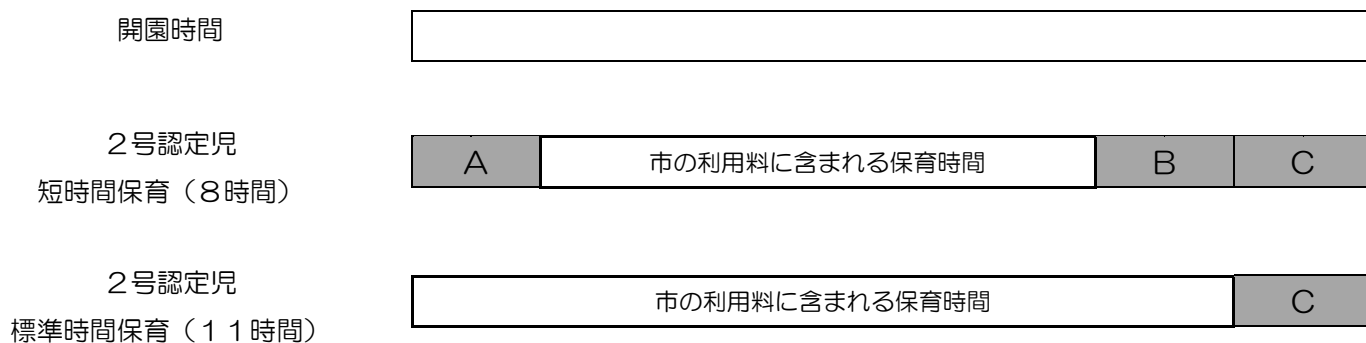 開園時間
２号認定児
短時間保育（８時間）
A 市の利用料に含まれる保育時間 B C
２号認定児
標準時間保育（１１時間）
市の利用料に含まれる保育時間 C